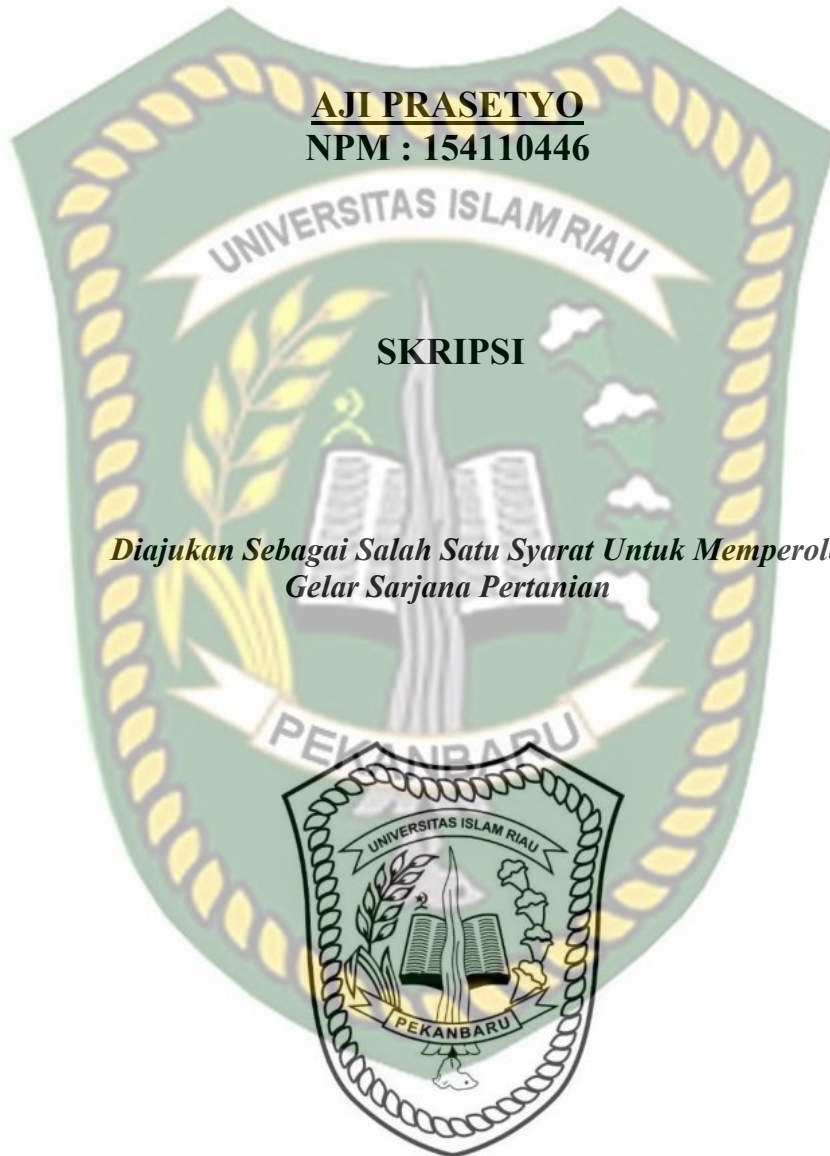 AJI PRASETYO
NPM : 154110446
UNIVERSITAS ISLAM RIAU
SKRIPSI
Diajukan Sebagai Salah Satu Syarat Untuk Memperol
Gelar Sarjana Pertanian
PEKANBARU
UNIVERSITAS ISLAM RIAU
PEKANBARU